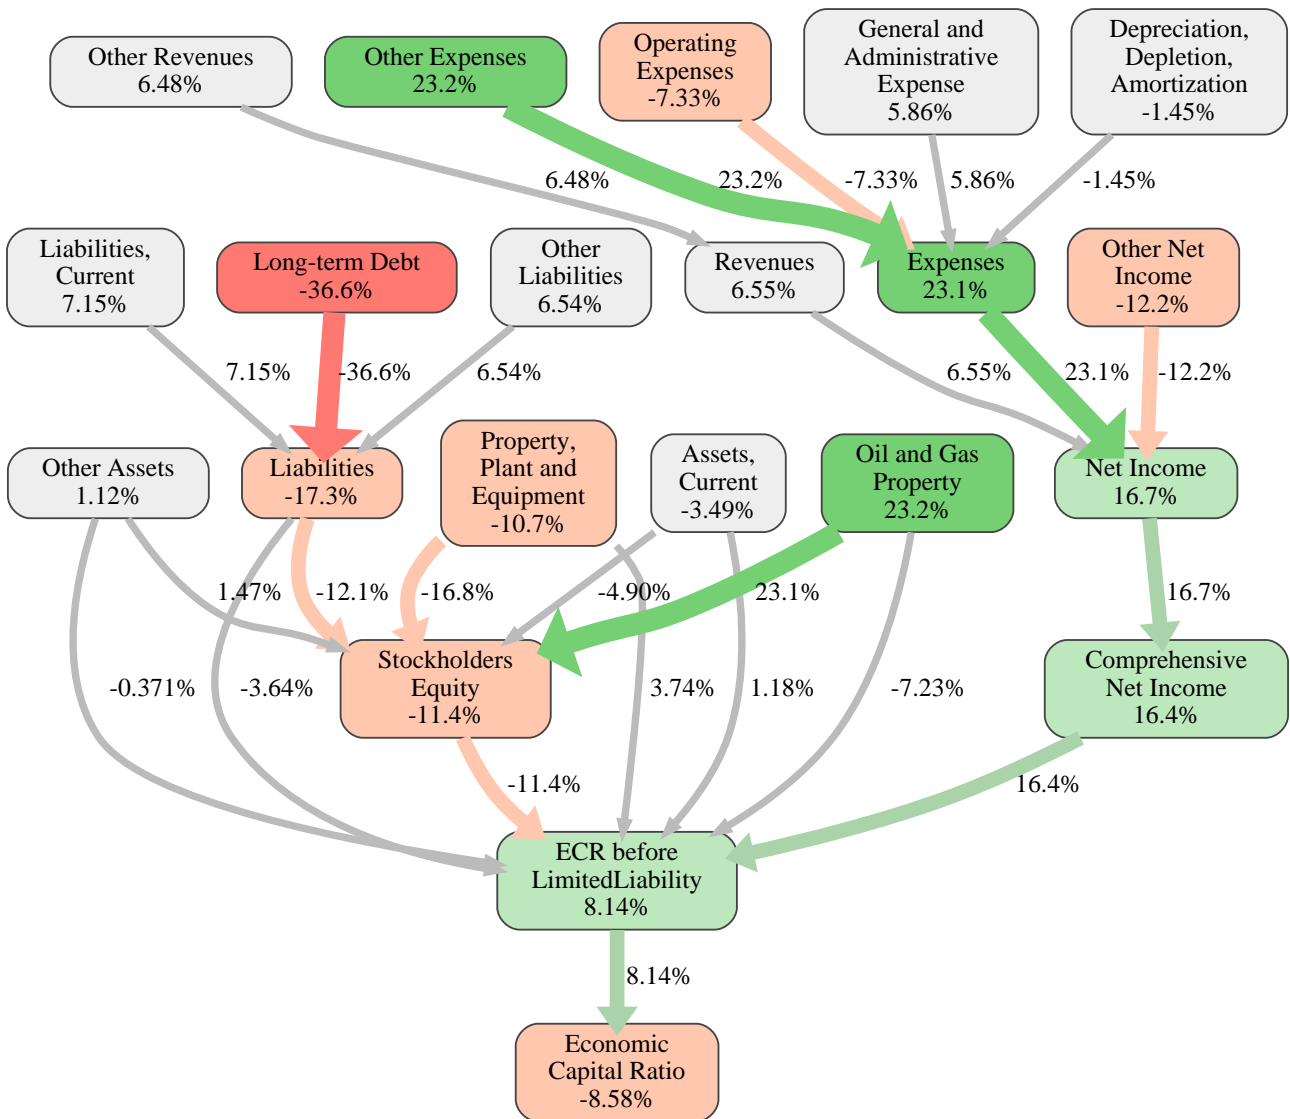 Other Revenues
6.48%
Other Expenses
23.2%
Operating
Expenses
-7.33%
General and
Administrative
Expense
5.86%
Depreciation,
Depletion,
Amortization
-1.45%
6.48%
23.2%
-7.33%
5.86%
-1.45%
Liabilities,
Current
7.15%
Long-term Debt
-36.6%
Other
Liabilities
6.54%
Revenues
6.55%
Expenses
23.1%
Other Net
Income
-12.2%
7.15%
-36.6%
6.54%
6.55%
23.1%
-12.2%
Other Assets
1.12%
Liabilities
-17.3%
Property,
Plant and
Equipment
-10.7%
Assets,
Current
-3.49%
Oil and Gas
Property
23.2%
Net Income
16.7%
1.47%
-12.1%
-16.8%
-4.90%
23.1%
16.7%
Stockholders
Equity
-11.4%
Comprehensive
Net Income
16.4%
-0.371%
-3.64%
3.74%
1.18%
-7.23%
-11.4%
16.4%
ECR before
LimitedLiability
8.14%
8.14%
Economic
Capital Ratio
-8.58%